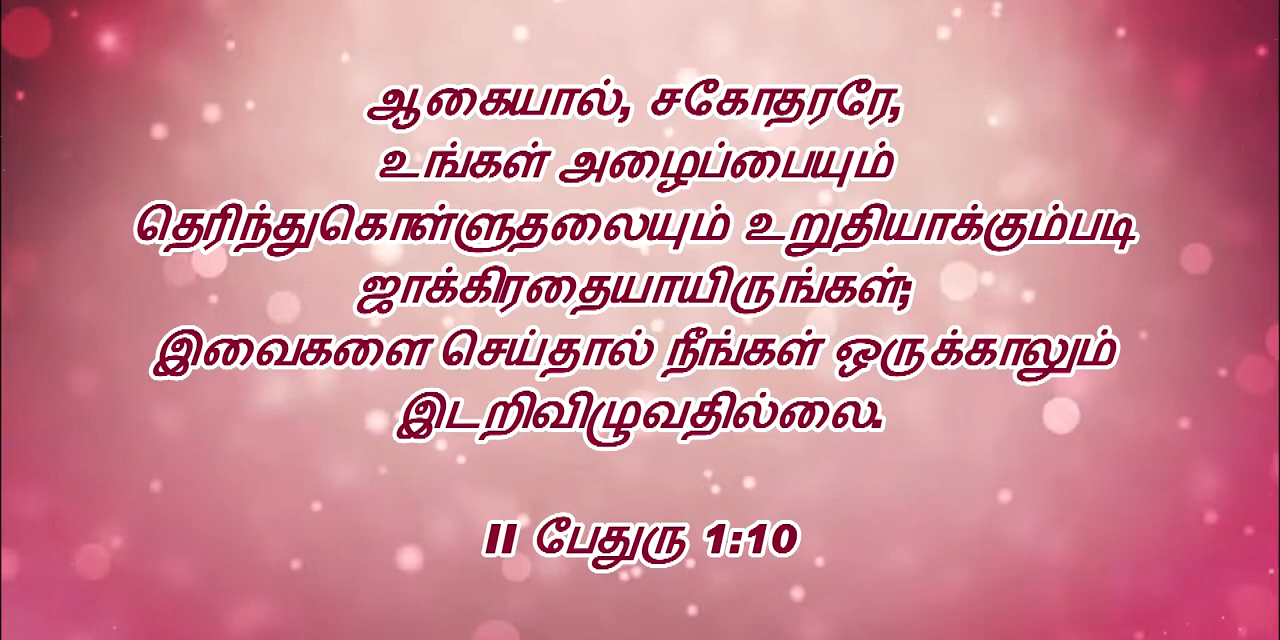 ஆகையால், சகோதரரே,
உங்கள் அழைப்பையும்
தெரிந்துகொள்ளுதலையும் உறுதியாக்கும்படி
ஜாக்கிரதையாயிருங்கள்;
இவைகளை செய்தால் நீங்கள் ஒருக்காலும்
இடறிவிழுவதில்லை.
II பேதுரு 1:10